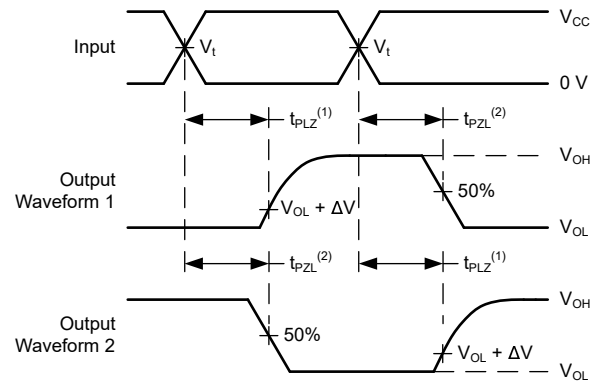 V_CC
Input
V_t
V_t
0 V
t_PLZ^(1)
t_PZL^(2)
V_OH
Output
Waveform 1
50%
V_OL + ΔV
V_OL
t_PZL^(2)
t_PLZ^(1)
V_OH
Output
Waveform 2
50%
V_OL + ΔV
V_OL